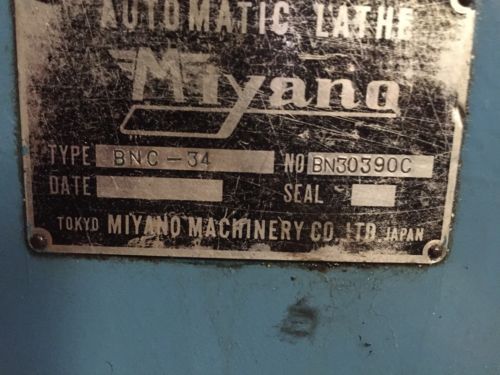 AUTOMATIC LATHE
Miyano
TYPE BNC-34 NO BN30390C
DATE SEAL
TOKYO MIYANO MACHINERY CO., LTD. JAPAN